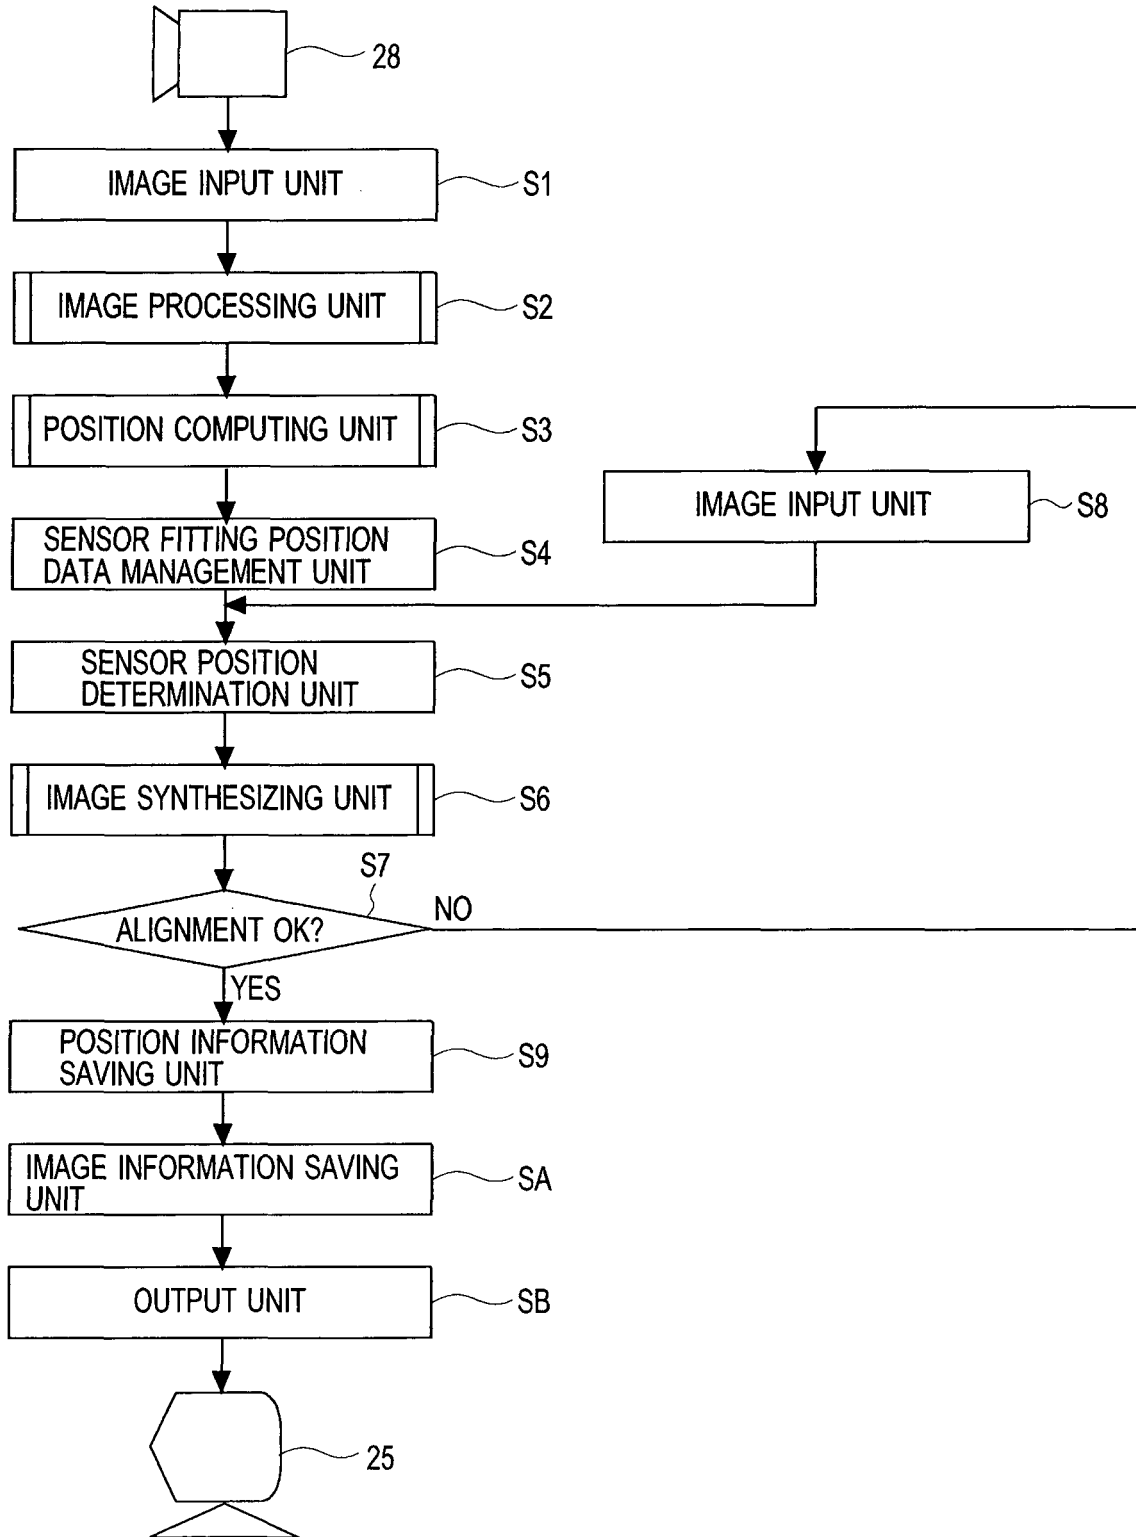 28
IMAGE INPUT UNIT
S1
IMAGE PROCESSING UNIT
S2
POSITION COMPUTING UNIT
S3
IMAGE INPUT UNIT
S8
SENSOR FITTING POSITION
DATA MANAGEMENT UNIT
S4
SENSOR POSITION
DETERMINATION UNIT
S5
IMAGE SYNTHESIZING UNIT
S6
S7
ALIGNMENT OK?
NO
YES
POSITION INFORMATION
SAVING UNIT
S9
IMAGE INFORMATION SAVING
UNIT
SA
OUTPUT UNIT
SB
25